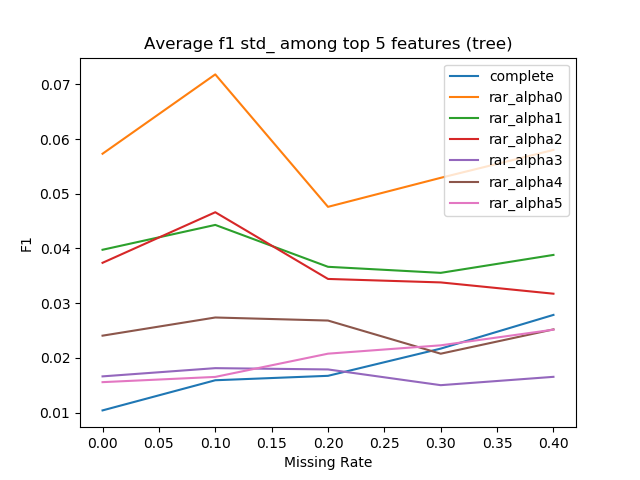 Average f1 std_ among top 5 features (tree)
F1
0.07
0.06
0.05
0.04
0.03
0.02
0.01
complete
rar_alpha0
rar_alpha1
rar_alpha2
rar_alpha3
rar_alpha4
rar_alpha5
0.00 0.05 0.10 0.15 0.20 0.25 0.30 0.35 0.40
Missing Rate